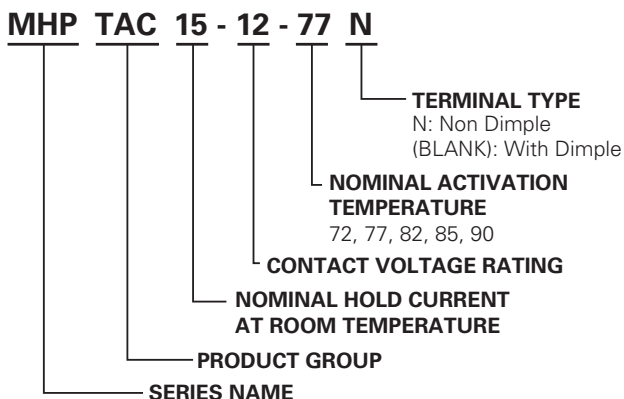 MHP TAC 15 - 12 - 77 N
TERMINAL TYPE
N: Non Dimple
(BLANK): With Dimple
NOMINAL ACTIVATION
TEMPERATURE
72, 77, 82, 85, 90
CONTACT VOLTAGE RATING
NOMINAL HOLD CURRENT
AT ROOM TEMPERATURE
PRODUCT GROUP
SERIES NAME